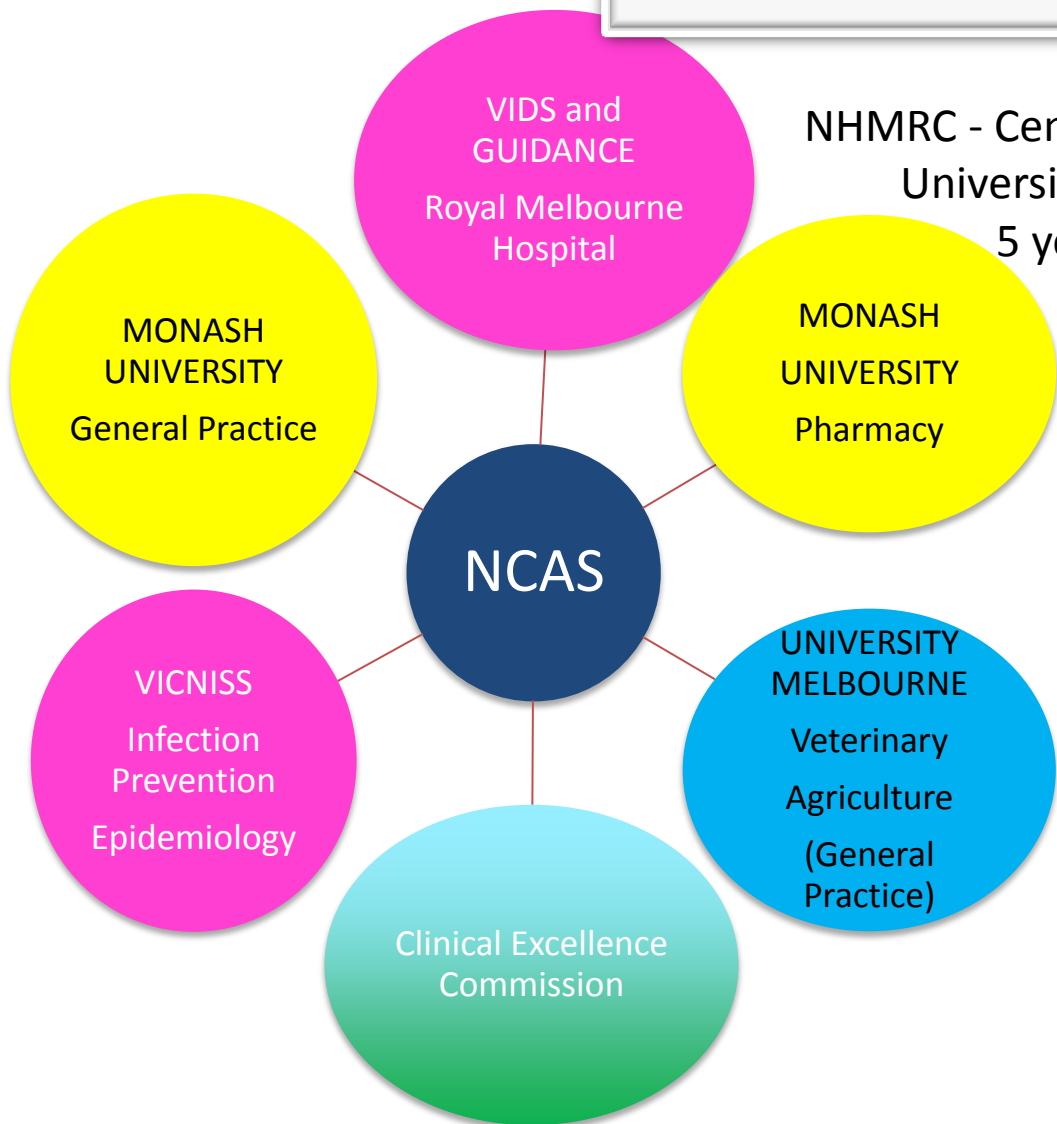 VIDS and
GUIDANCE
Royal Melbourne
Hospital
NHMRC - Cen
Universi
5 ye
MONASH
UNIVERSITY
General Practice
MONASH
UNIVERSITY
Pharmacy
NCAS
VICNISS
Infection
Prevention
Epidemiology
UNIVERSITY
MELBOURNE
Veterinary
Agriculture
(General
Practice)
Clinical Excellence
Commission